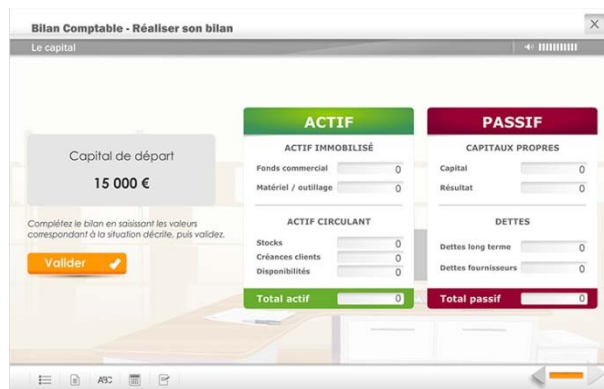 Bilan Comptable - Réaliser son bilan
Le capital
Capital de départ
15 000 €
Complétez le bilan en saisissant les valeurs
correspondant à la situation décrite, puis validez.
Valider
ACTIF
ACTIF IMMOBILISÉ
Fonds commercial 0
Matériel / outillage 0
ACTIF CIRCULANT
Stocks 0
Créances clients 0
Disponibilités 0
Total actif 0
PASSIF
CAPITAUX PROPRES
Capital 0
Résultat 0
DETTES
Dettes long terme 0
Dettes fournisseurs 0
Total passif 0
ABC